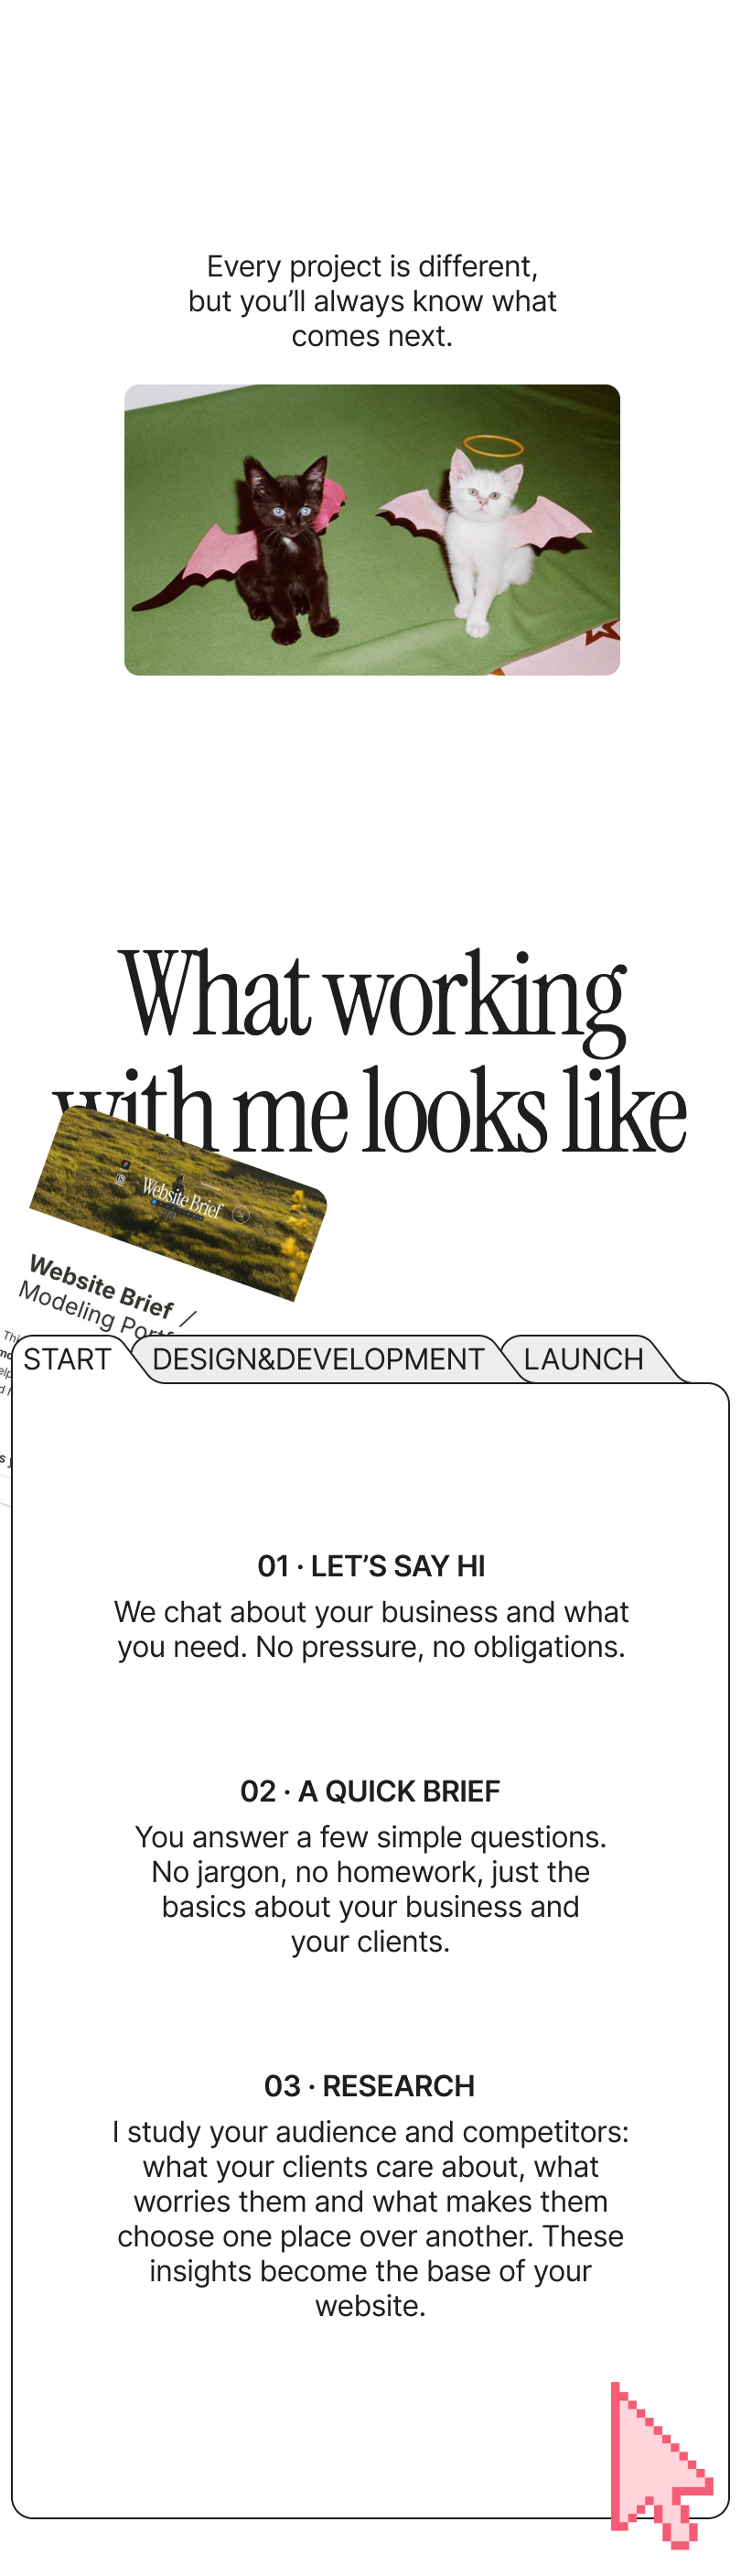 Every project is different,
but you’ll always know what
comes next.
What working
with me looks like
Website Brief
Website Brief /
Modeling
START
DESIGN&DEVELOPMENT
LAUNCH
01 · LET’S SAY HI
We chat about your business and what
you need. No pressure, no obligations.
02 · A QUICK BRIEF
You answer a few simple questions.
No jargon, no homework, just the
basics about your business and
your clients.
03 · RESEARCH
I study your audience and competitors:
what your clients care about, what
worries them and what makes them
choose one place over another. These
insights become the base of your
website.